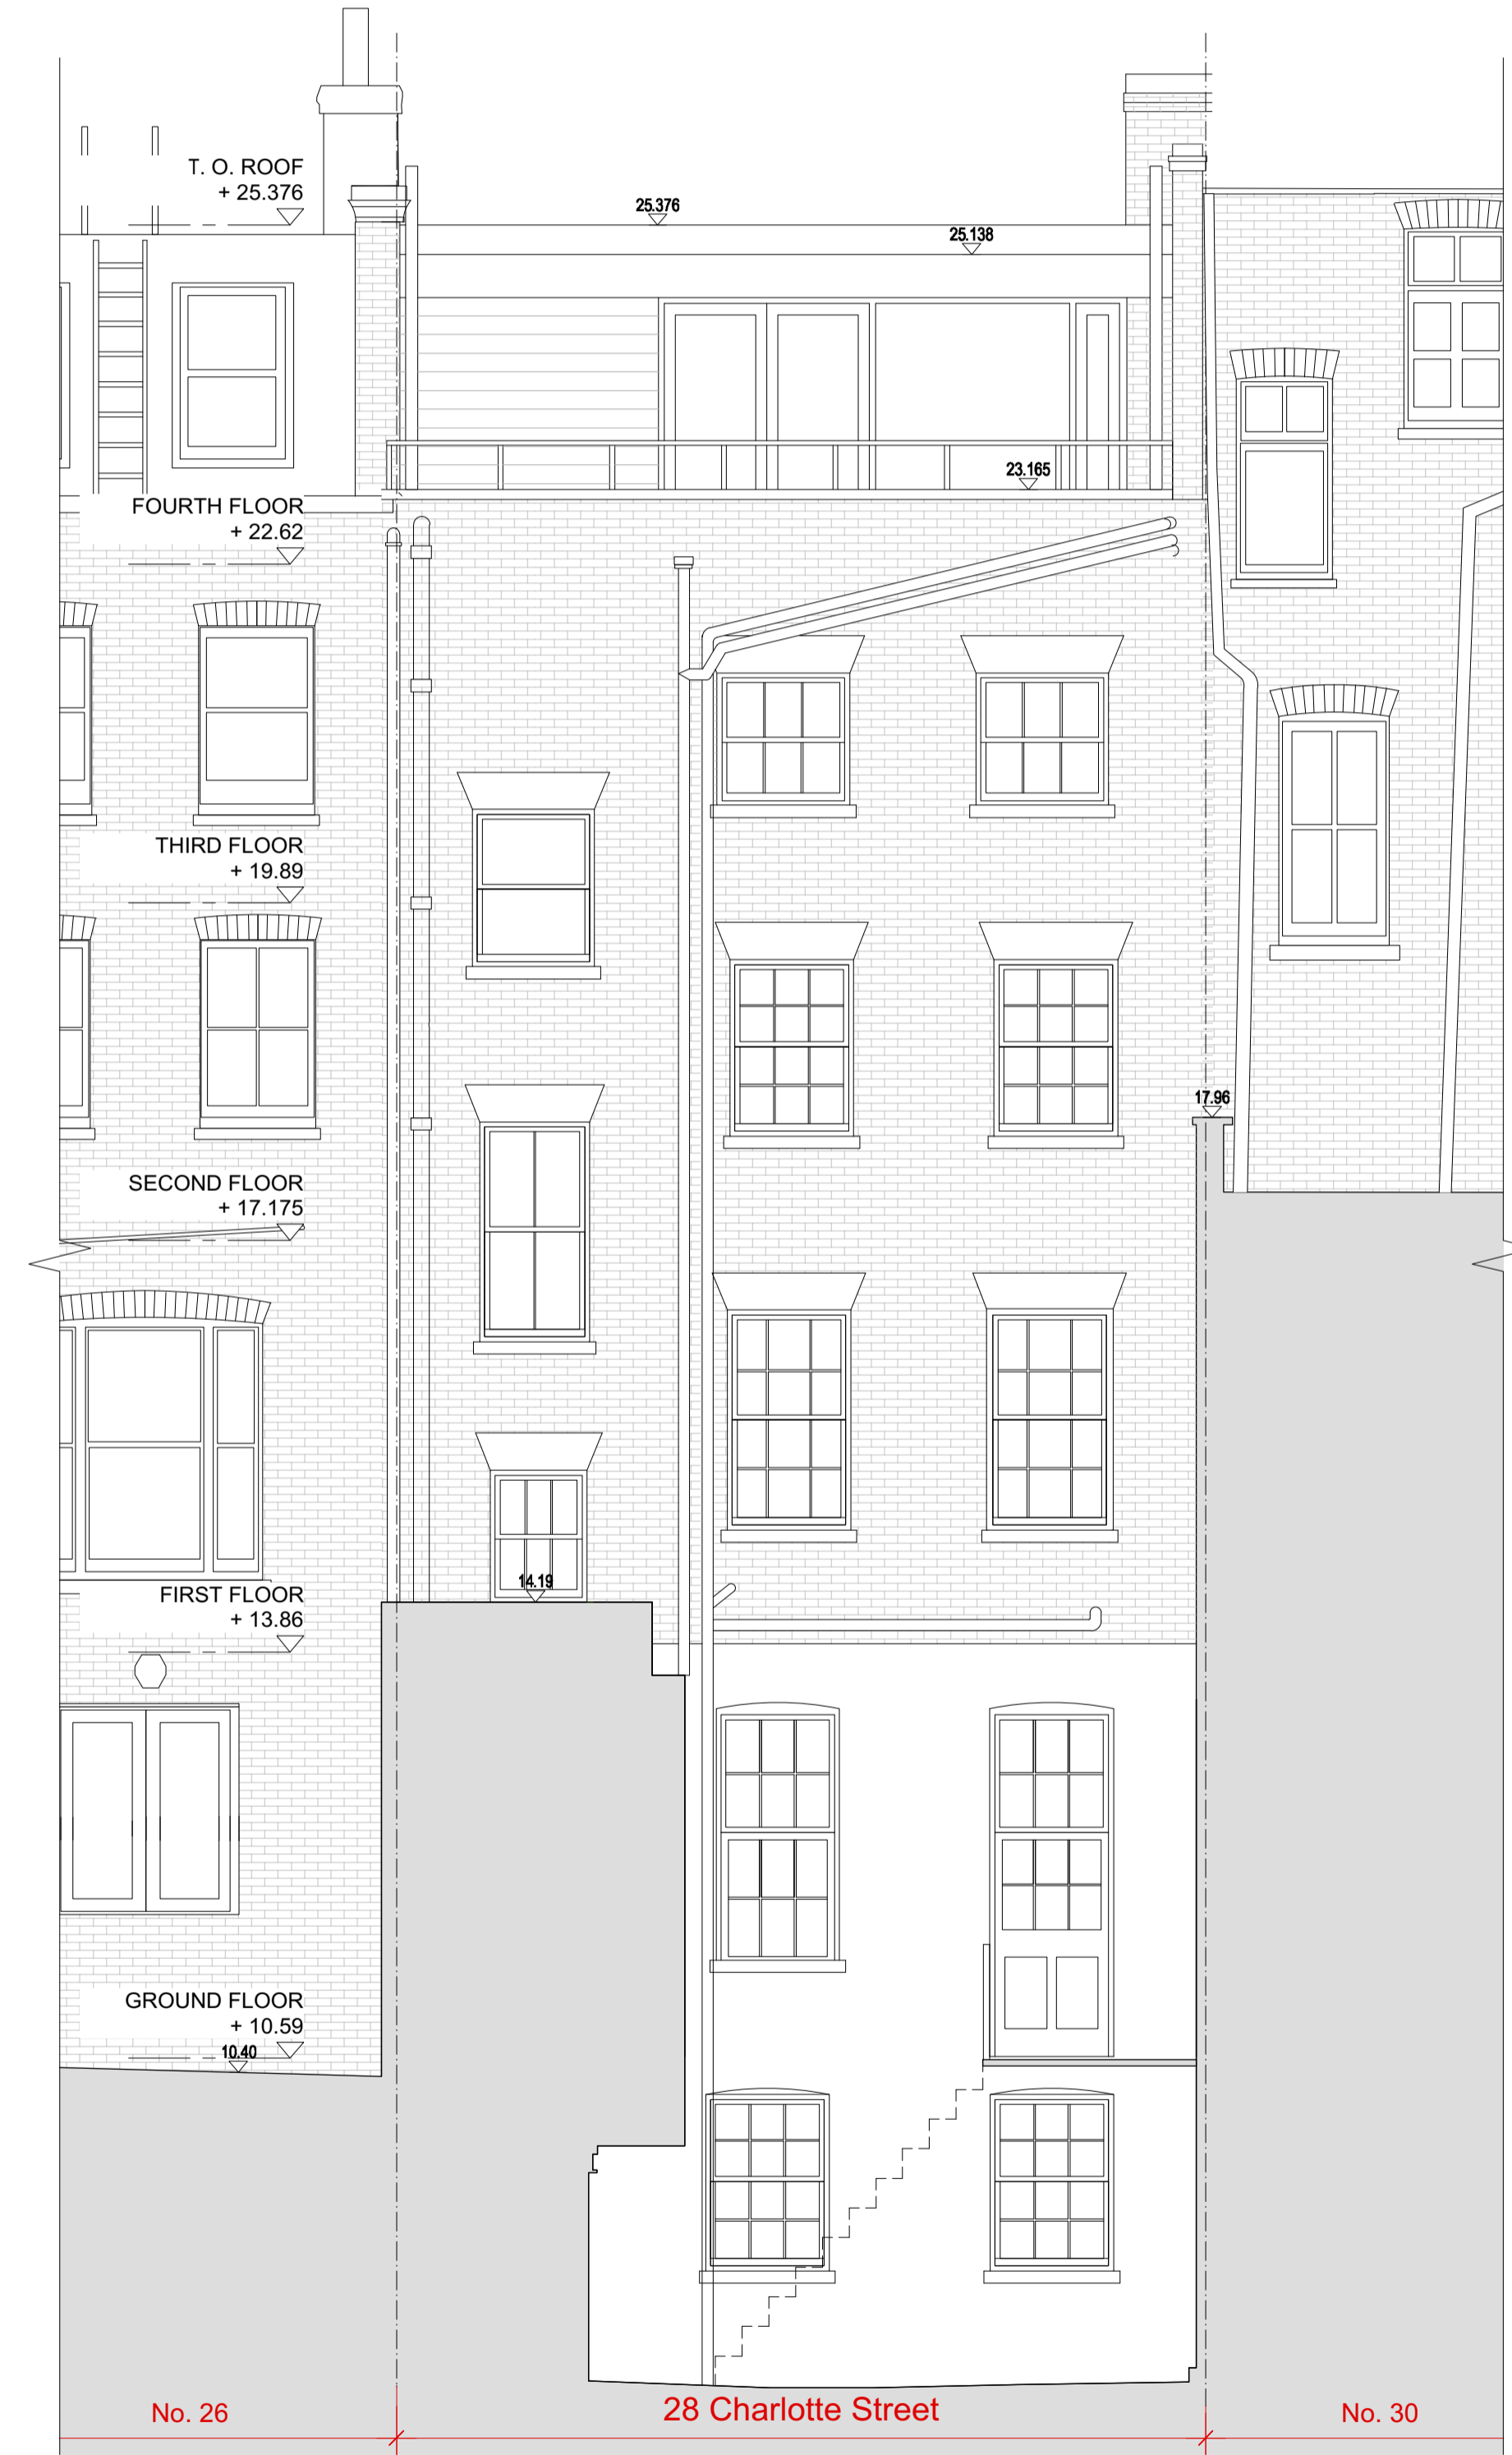 T. O. ROOF
+ 25.376
25.376
25.138
23.165
FOURTH FLOOR
+ 22.62
THIRD FLOOR
+ 19.89
17.96
SECOND FLOOR
+ 17.175
14.19
FIRST FLOOR
+ 13.86
GROUND FLOOR
+ 10.59
10.40
No. 26
28 Charlotte Street
No. 30